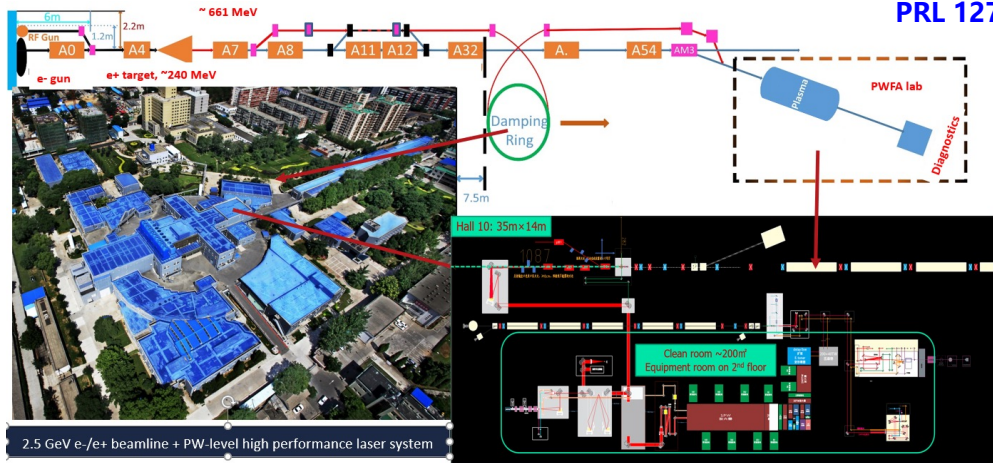 PRL 127
~ 661 MeV
6m
2.2m
1.2m
RF Gun
A0
A4
A7
A8
A11
A12
A32
A.
A54
AM3
e- gun
e+ target, ~240 MeV
Damping
Ring
Plasma
PWFA lab
Diagnostics
7.5m
Hall 10: 35m×14m
Clean room ~200㎡
Equipment room on 2nd floor
2.5 GeV e-/e+ beamline + PW-level high performance laser system